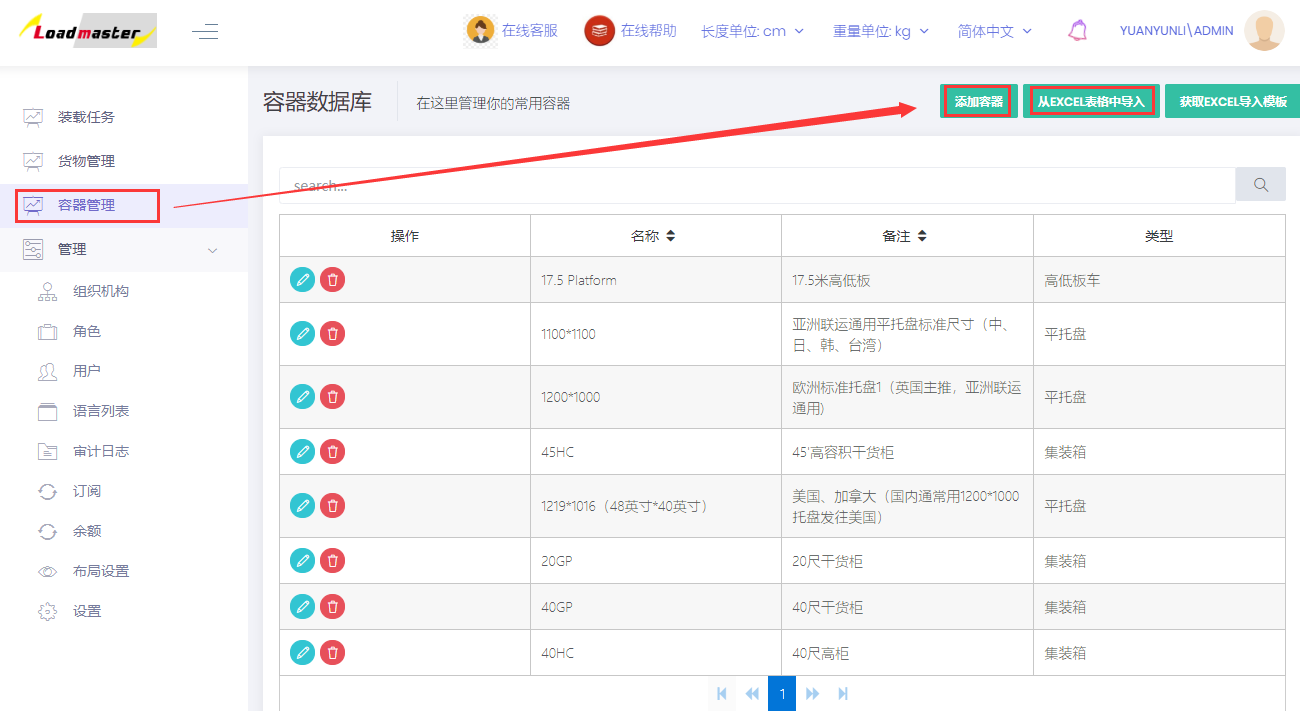 Loadmaster
在线客服
在线帮助
长度单位: cm
重量单位: kg
简体中文
YUANYUNLI\ADMIN
装载任务
货物管理
容器管理
管理
组织机构
角色
用户
语言列表
审计日志
订阅
余额
布局设置
设置
容器数据库
在这里管理你的常用容器
添加容器
从EXCEL表格中导入
获取EXCEL导入模板
search...
操作 名称 备注 类型
17.5 Platform 17.5米高低板 高低板车
1100*1100 亚洲联运通用平托盘标准尺寸（中、
日、韩、台湾） 平托盘
1200*1000 欧洲标准托盘1（英国主推，亚洲联运
通用) 平托盘
45HC 45'高容积干货柜 集装箱
1219*1016（48英寸*40英寸） 美国、加拿大（国内通常用1200*1000
托盘发往美国） 平托盘
20GP 20尺干货柜 集装箱
40GP 40尺干货柜 集装箱
40HC 40尺高柜 集装箱
1